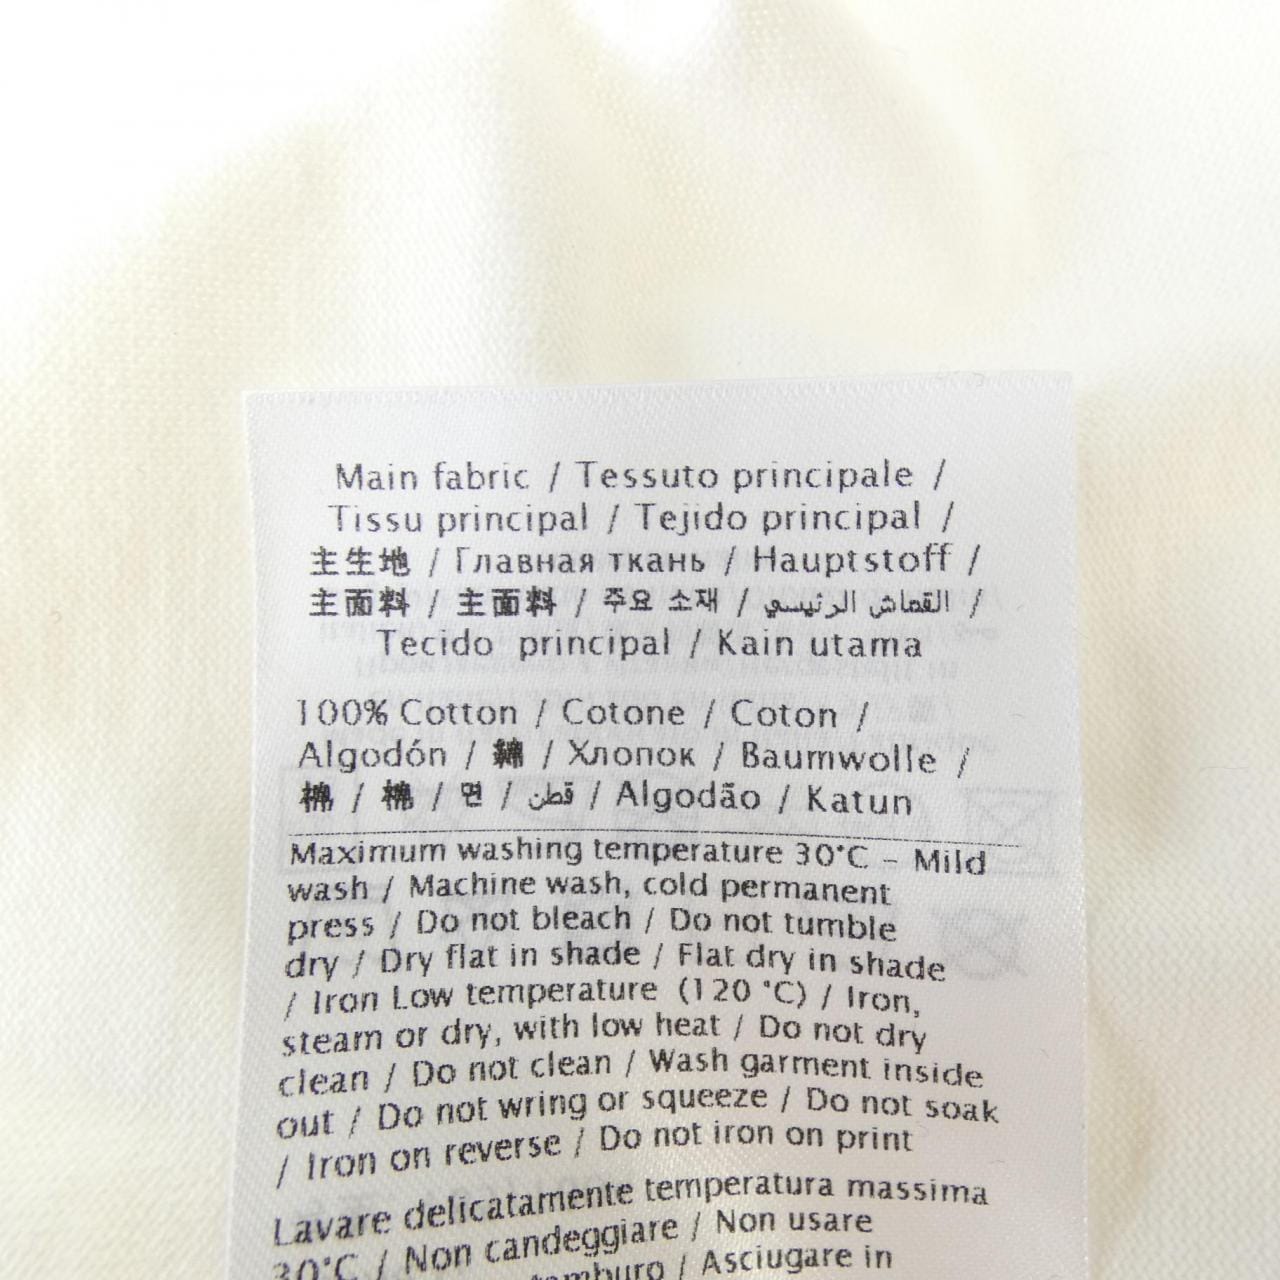 Main fabric / Tessuto principale /
Tissu principal / Tejido principal /
主生地 / Главная ткань / Hauptstoff /
主面料 / 主面料 / 주요 소재 / القماش الرئيسي /
Tecido principal / Kain utama
100% Cotton / Cotone / Coton /
Algodón / 綿 / Хлопок / Baumwolle /
棉 / 棉 / 면 / قطن / Algodão / Katun
Maximum washing temperature 30°C – Mild
wash / Machine wash, cold permanent
press / Do not bleach / Do not tumble
dry / Dry flat in shade / Flat dry in shade
/ Iron Low temperature (120 °C) / Iron,
steam or dry, with low heat / Do not dry
clean / Do not clean / Wash garment inside
out / Do not wring or squeeze / Do not soak
/ Iron on reverse / Do not iron on print
Lavare delicatamente temperatura massima
30°C / Non candeggiare / Non usare
tamburo / Asciugare in